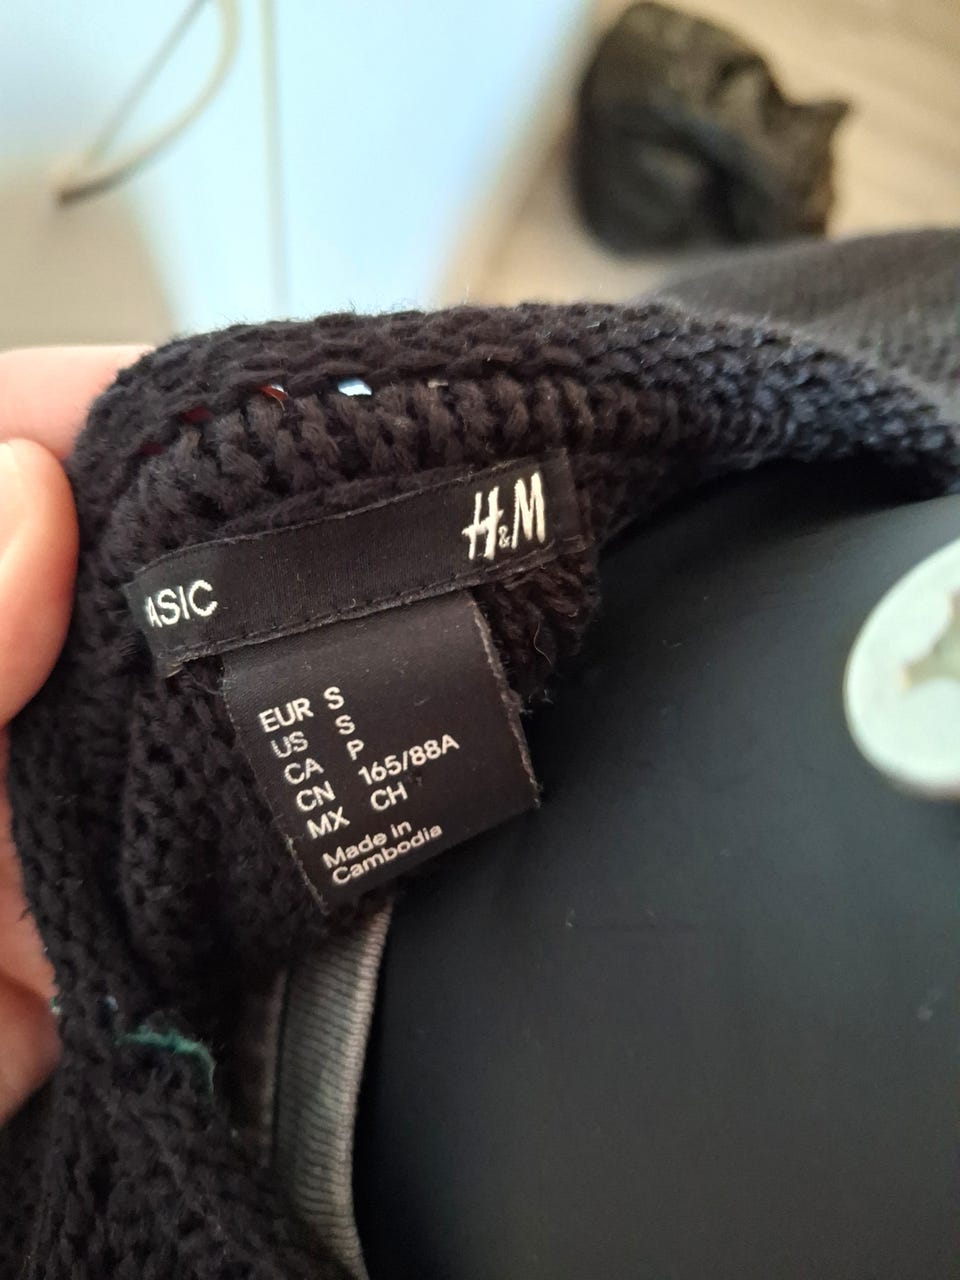 H&M
ASIC
EUR S
US S
CA P
CN 165/88A
MX CH
Made in
Cambodia